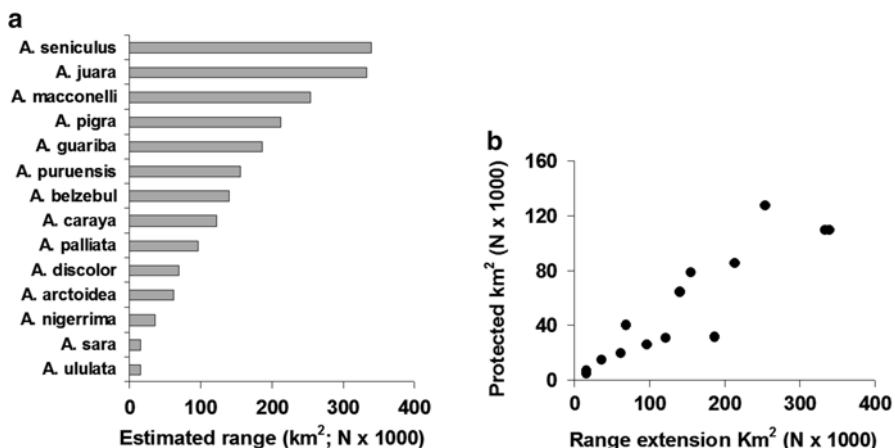 a
A. seniculus
A. juara
A. macconelli
A. pigra
A. guariba
A. puruensis
A. belzebul
A. caraya
A. palliata
A. discolor
A. arctoidea
A. nigerrima
A. sara
A. ululata
0 100 200 300 400
Estimated range (km²; N x 1000)
b
Protected km² (N x 1000)
160
120
80
40
0
0 100 200 300 400
Range extension Km² (N x 1000)